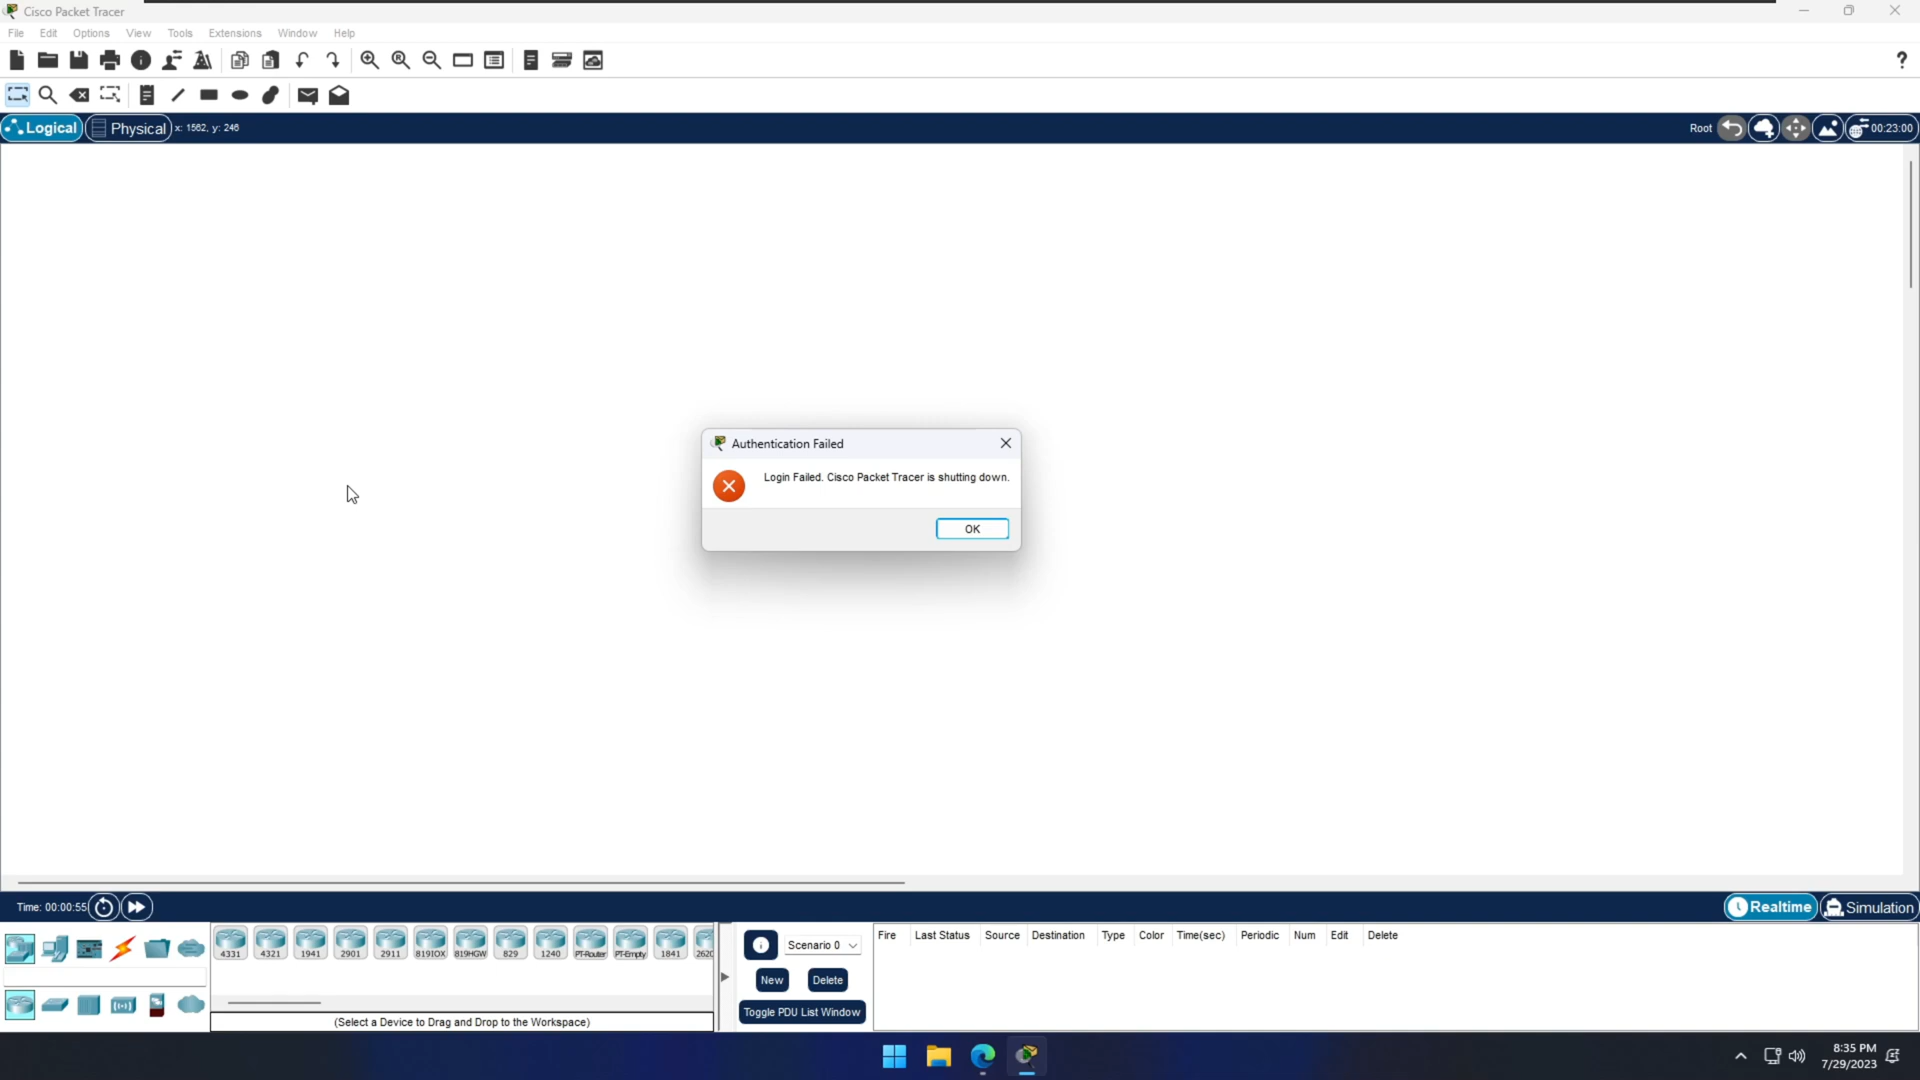 Cisco Packet Tracer
File Edit Options View Tools Extensions Window Help
?
Logical Physical x: 1562, y: 246 Root 00:23:00
Authentication Failed
Login Failed. Cisco Packet Tracer is shutting down.
OK
Time: 00:00:55 Realtime Simulation
4331 4321 1941 2901 2911 819IOX 819HGW 829 1240 PT-Router PT-Empty 1841 2620
(Select a Device to Drag and Drop to the Workspace)
Scenario 0
New Delete
Toggle PDU List Window
Fire Last Status Source Destination Type Color Time(sec) Periodic Num Edit Delete
8:35 PM
7/29/2023